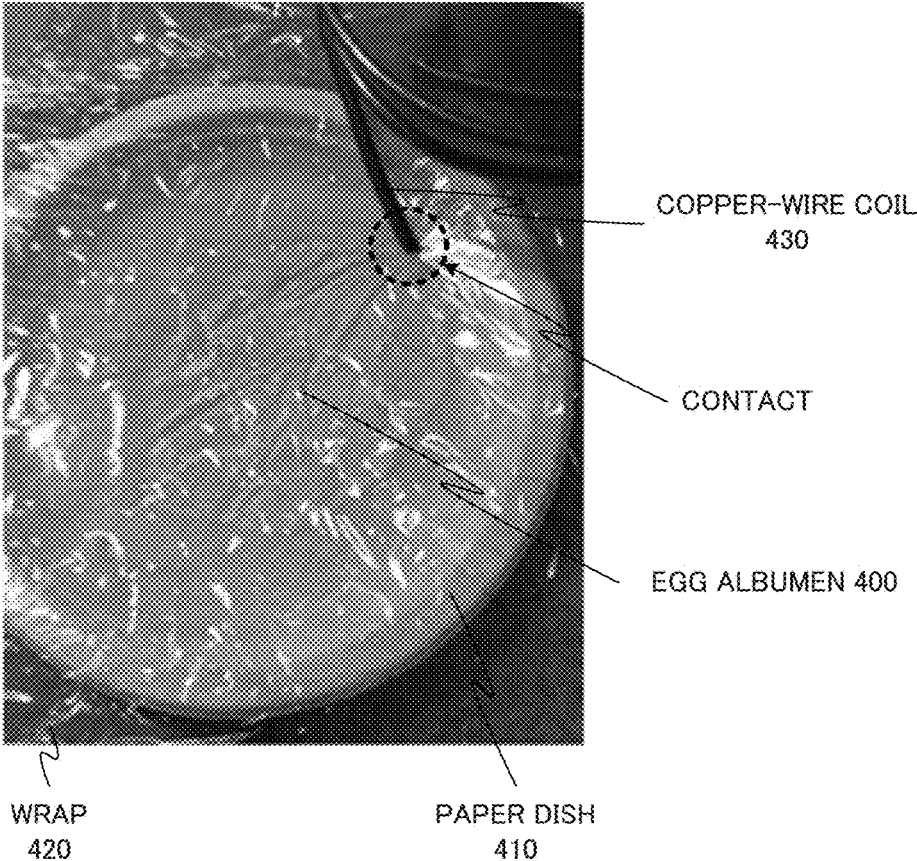 COPPER-WIRE COIL
430
CONTACT
EGG ALBUMEN 400
WRAP
420
PAPER DISH
410